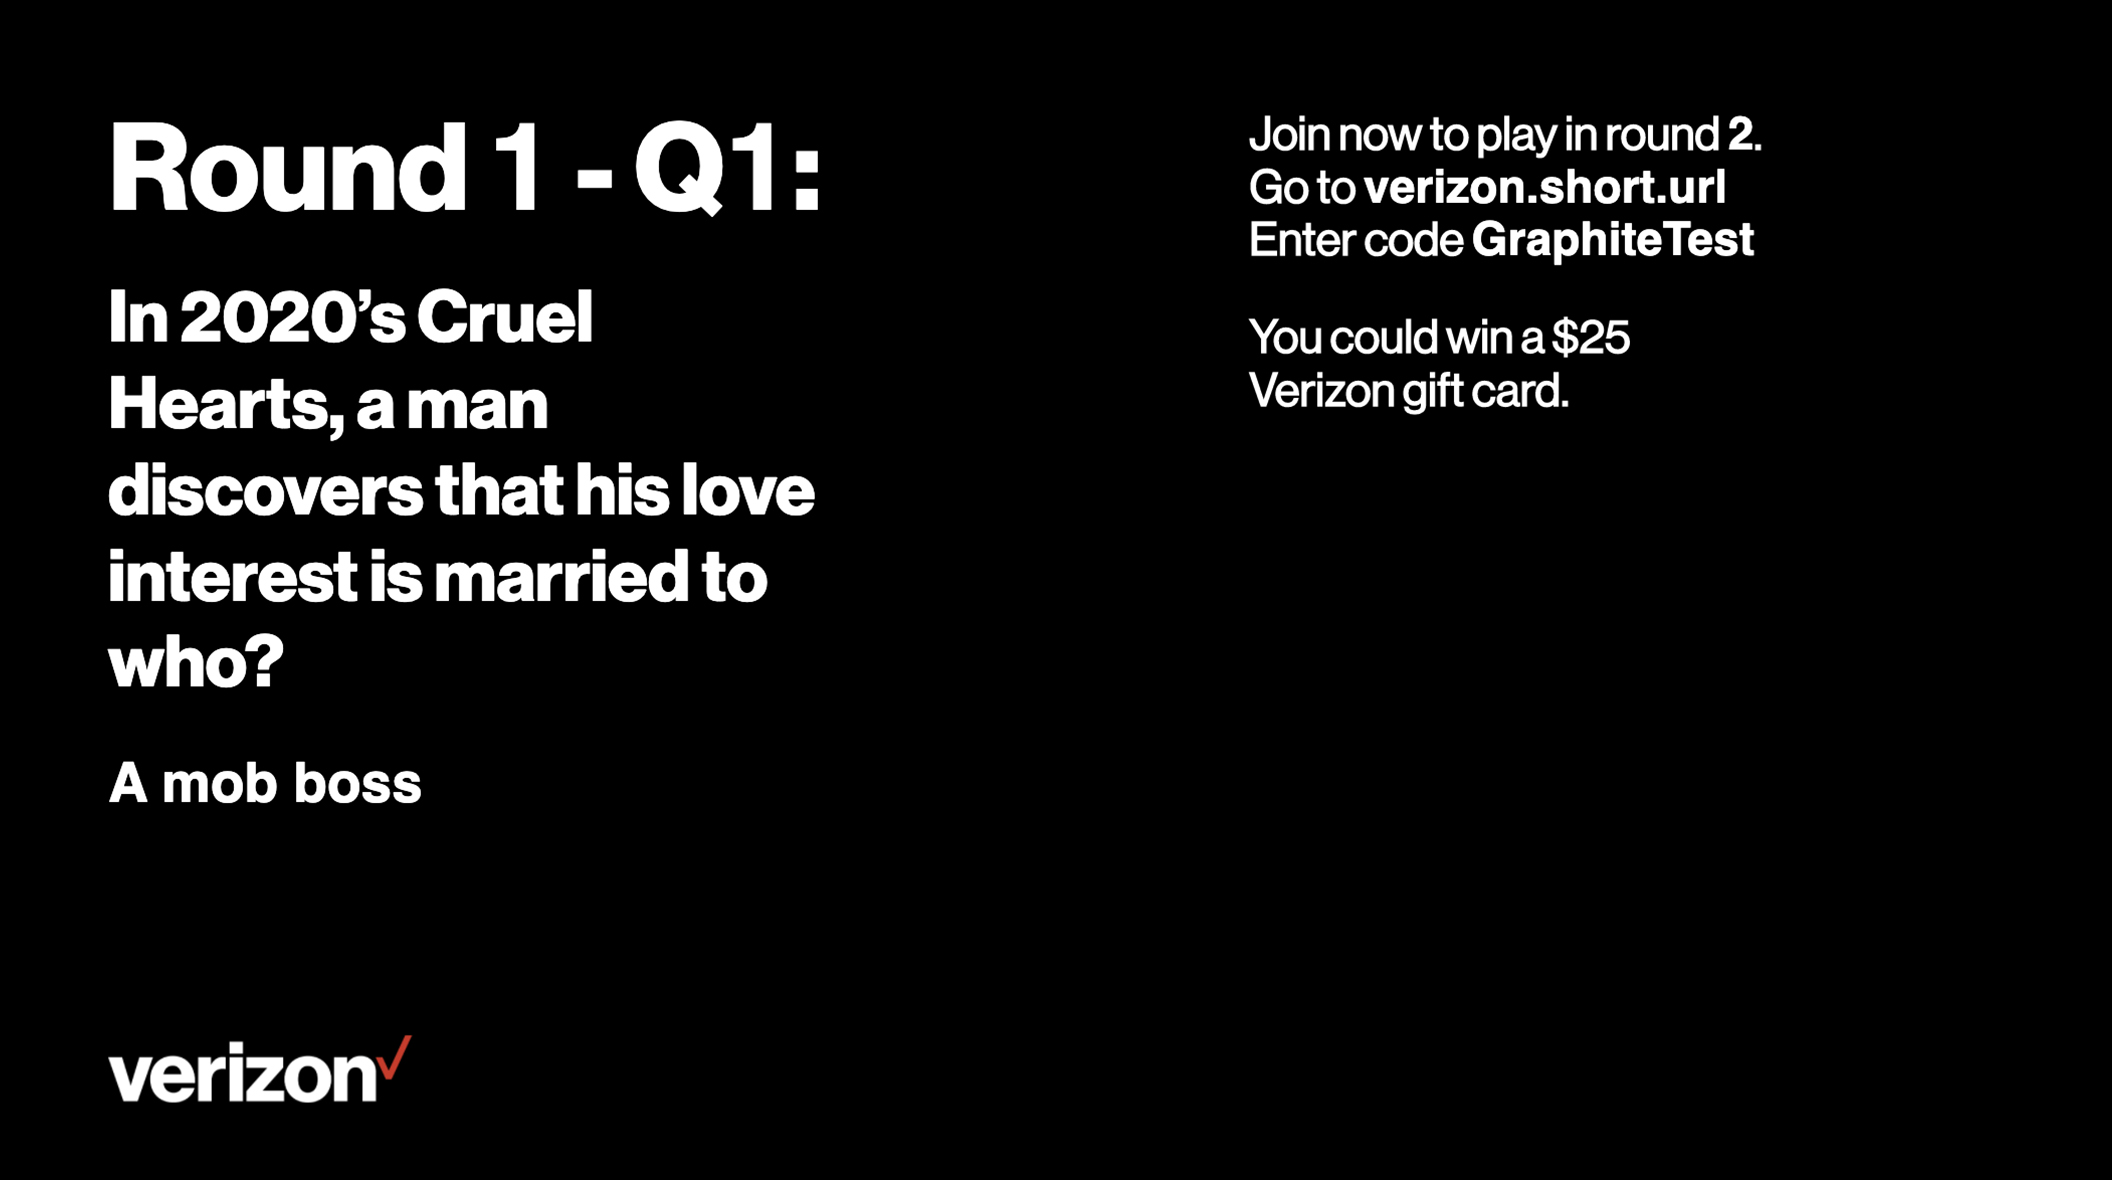 Round 1 - Q1:
In 2020’s Cruel
Hearts, a man
discovers that his love
interest is married to
who?
A mob boss
verizon
Join now to play in round 2.
Go to verizon.short.url
Enter code GraphiteTest
You could win a $25
Verizon gift card.